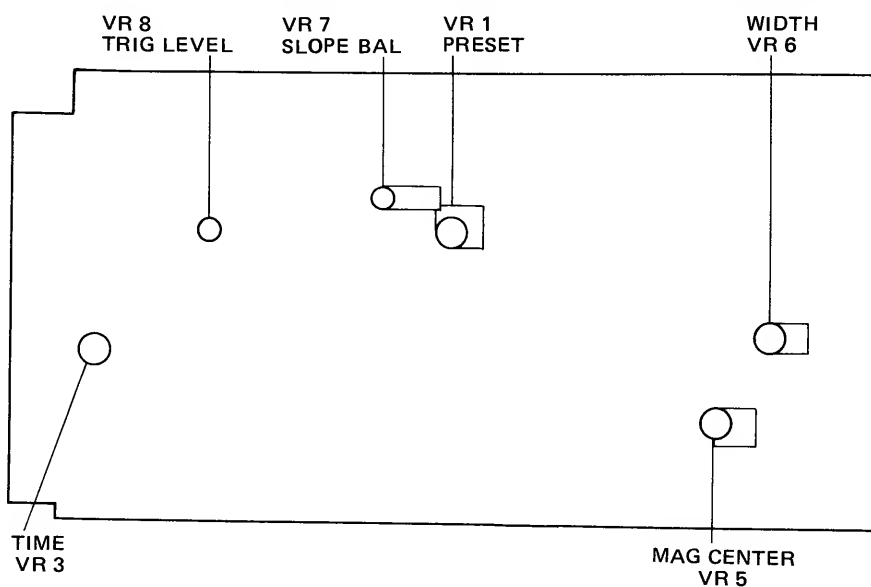 VR 8
TRIG LEVEL
VR 7
SLOPE BAL
VR 1
PRESET
WIDTH
VR 6
TIME
VR 3
MAG CENTER
VR 5